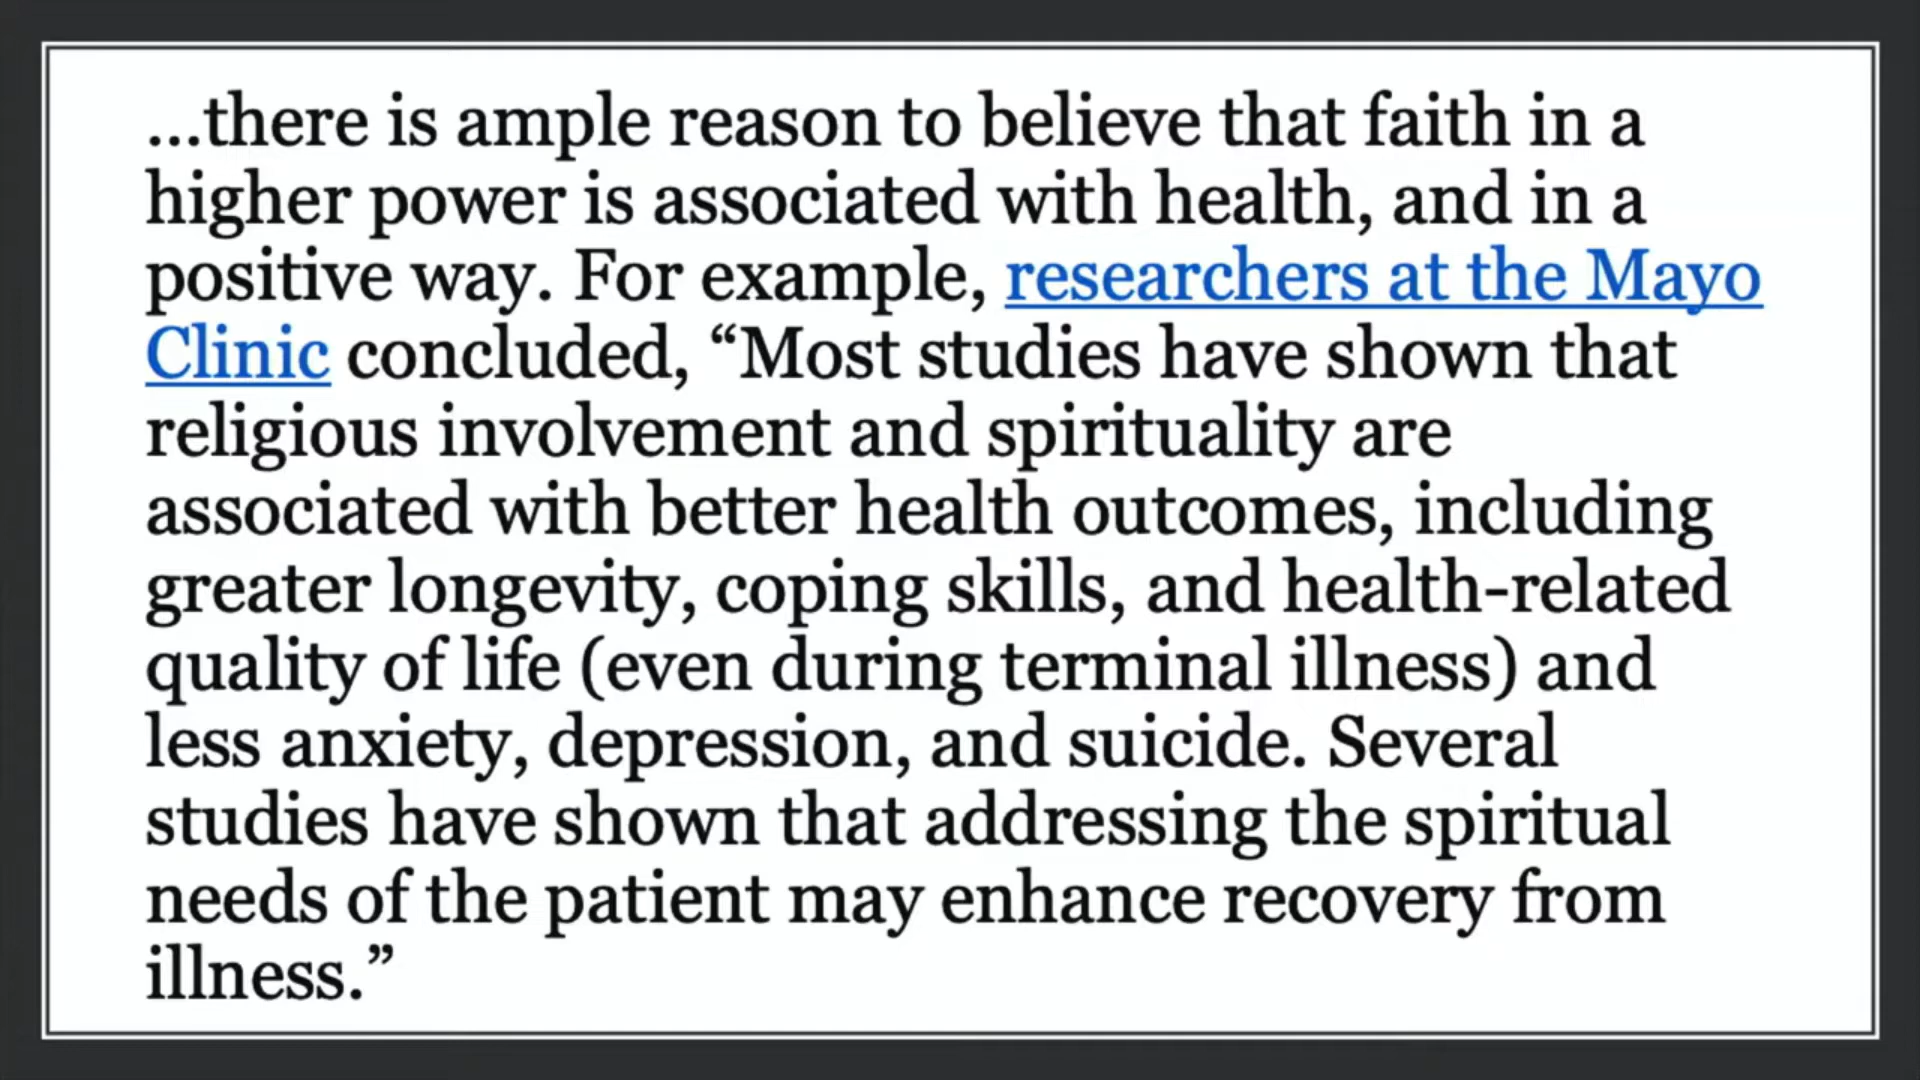 ...there is ample reason to believe that faith in a
higher power is associated with health, and in a
positive way. For example, researchers at the Mayo
Clinic concluded, “Most studies have shown that
religious involvement and spirituality are
associated with better health outcomes, including
greater longevity, coping skills, and health-related
quality of life (even during terminal illness) and
less anxiety, depression, and suicide. Several
studies have shown that addressing the spiritual
needs of the patient may enhance recovery from
illness.”